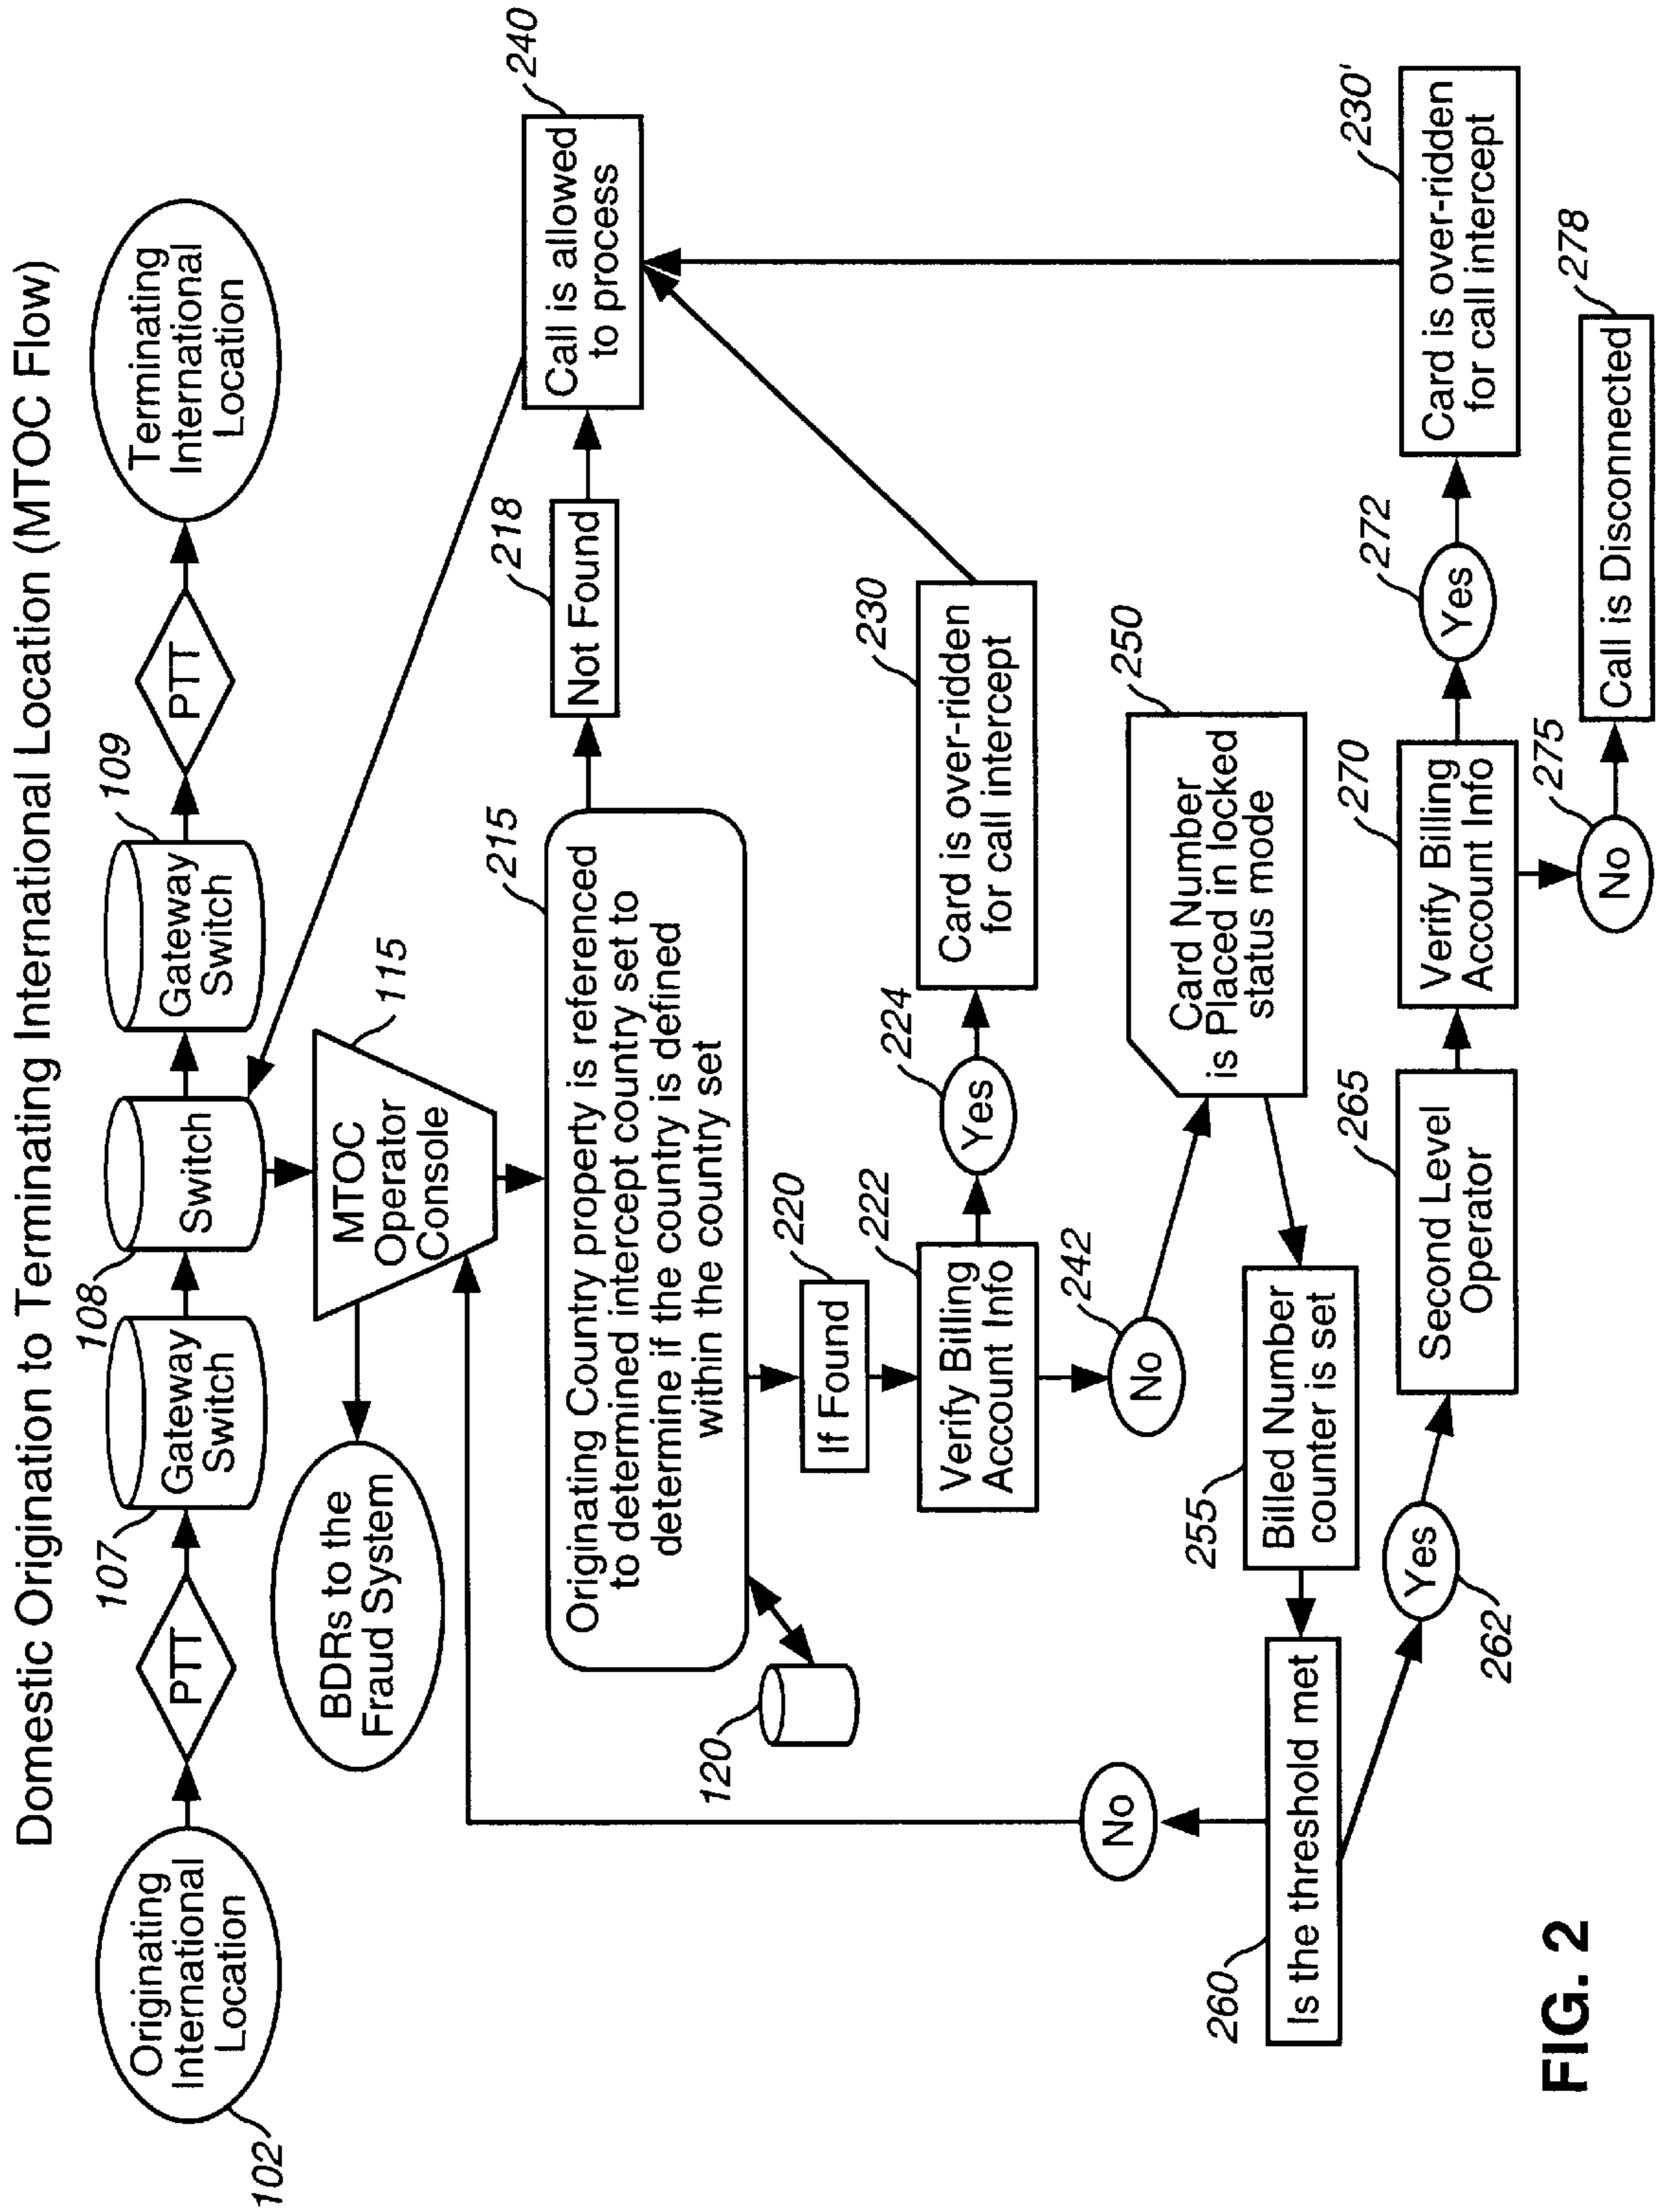 Domestic Origination to Terminating International Location (MTOC Flow)
Originating
International
Location
102
PTT
107
Gateway
Switch
108
Switch
109
Gateway
Switch
PTT
Terminating
International
Location
BDRs to the
Fraud System
MTOC
Operator
Console
115
215
Originating Country property is referenced
to determined intercept country set to
determine if the country is defined
within the country set
120
218
Not Found
240
Call is allowed
to process
220
If Found
222
Verify Billing
Account Info
224
Yes
230
Card is over-ridden
for call intercept
242
No
250
Card Number
is Placed in locked
status mode
255
Billed Number
counter is set
260
Is the threshold met
No
Yes
262
265
Second Level
Operator
270
Verify Billing
Account Info
272
Yes
230'
Card is over-ridden
for call intercept
275
No
278
Call is Disconnected
FIG. 2